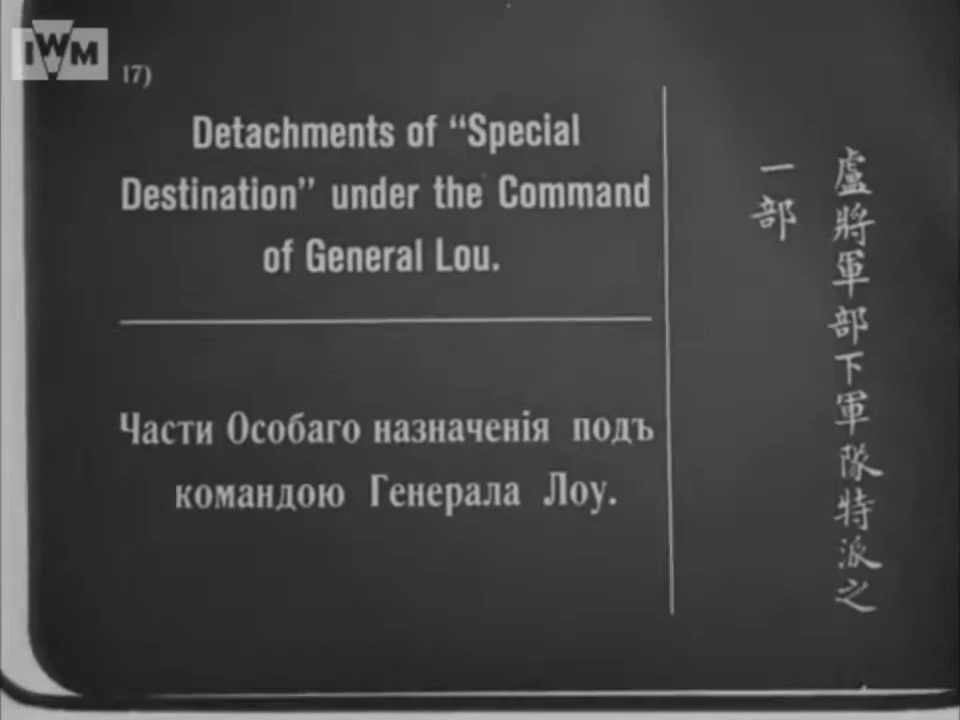 IWM
17)
Detachments of “Special
Destination” under the Command
of General Lou.
Части Особаго назначенія подъ
командою Генерала Лоу.
盧將軍部下軍隊特派之
一部